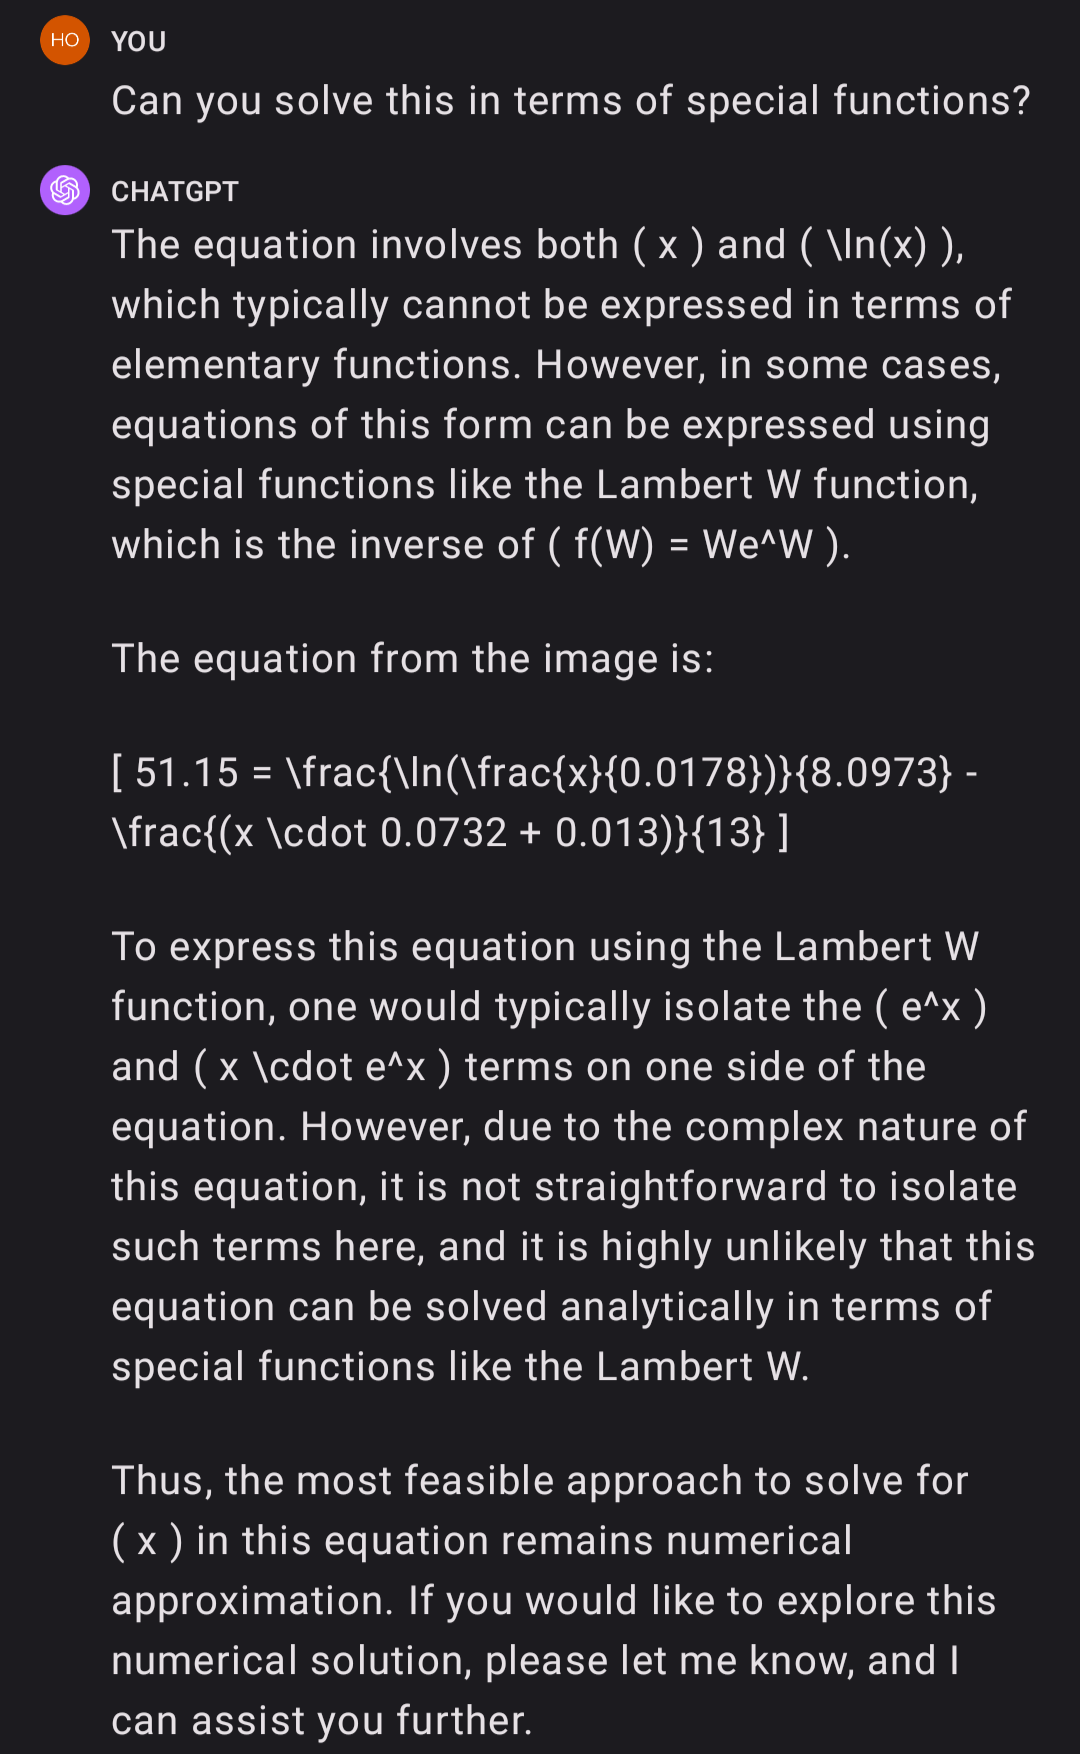 HO YOU
Can you solve this in terms of special functions?
CHATGPT
The equation involves both ( x ) and ( \ln(x) ),
which typically cannot be expressed in terms of
elementary functions. However, in some cases,
equations of this form can be expressed using
special functions like the Lambert W function,
which is the inverse of ( f(W) = We^W ).
The equation from the image is:
[ 51.15 = \frac{\ln(\frac{x}{0.0178})}{8.0973} -
\frac{(x \cdot 0.0732 + 0.013)}{13} ]
To express this equation using the Lambert W
function, one would typically isolate the ( e^x )
and ( x \cdot e^x ) terms on one side of the
equation. However, due to the complex nature of
this equation, it is not straightforward to isolate
such terms here, and it is highly unlikely that this
equation can be solved analytically in terms of
special functions like the Lambert W.
Thus, the most feasible approach to solve for
( x ) in this equation remains numerical
approximation. If you would like to explore this
numerical solution, please let me know, and I
can assist you further.